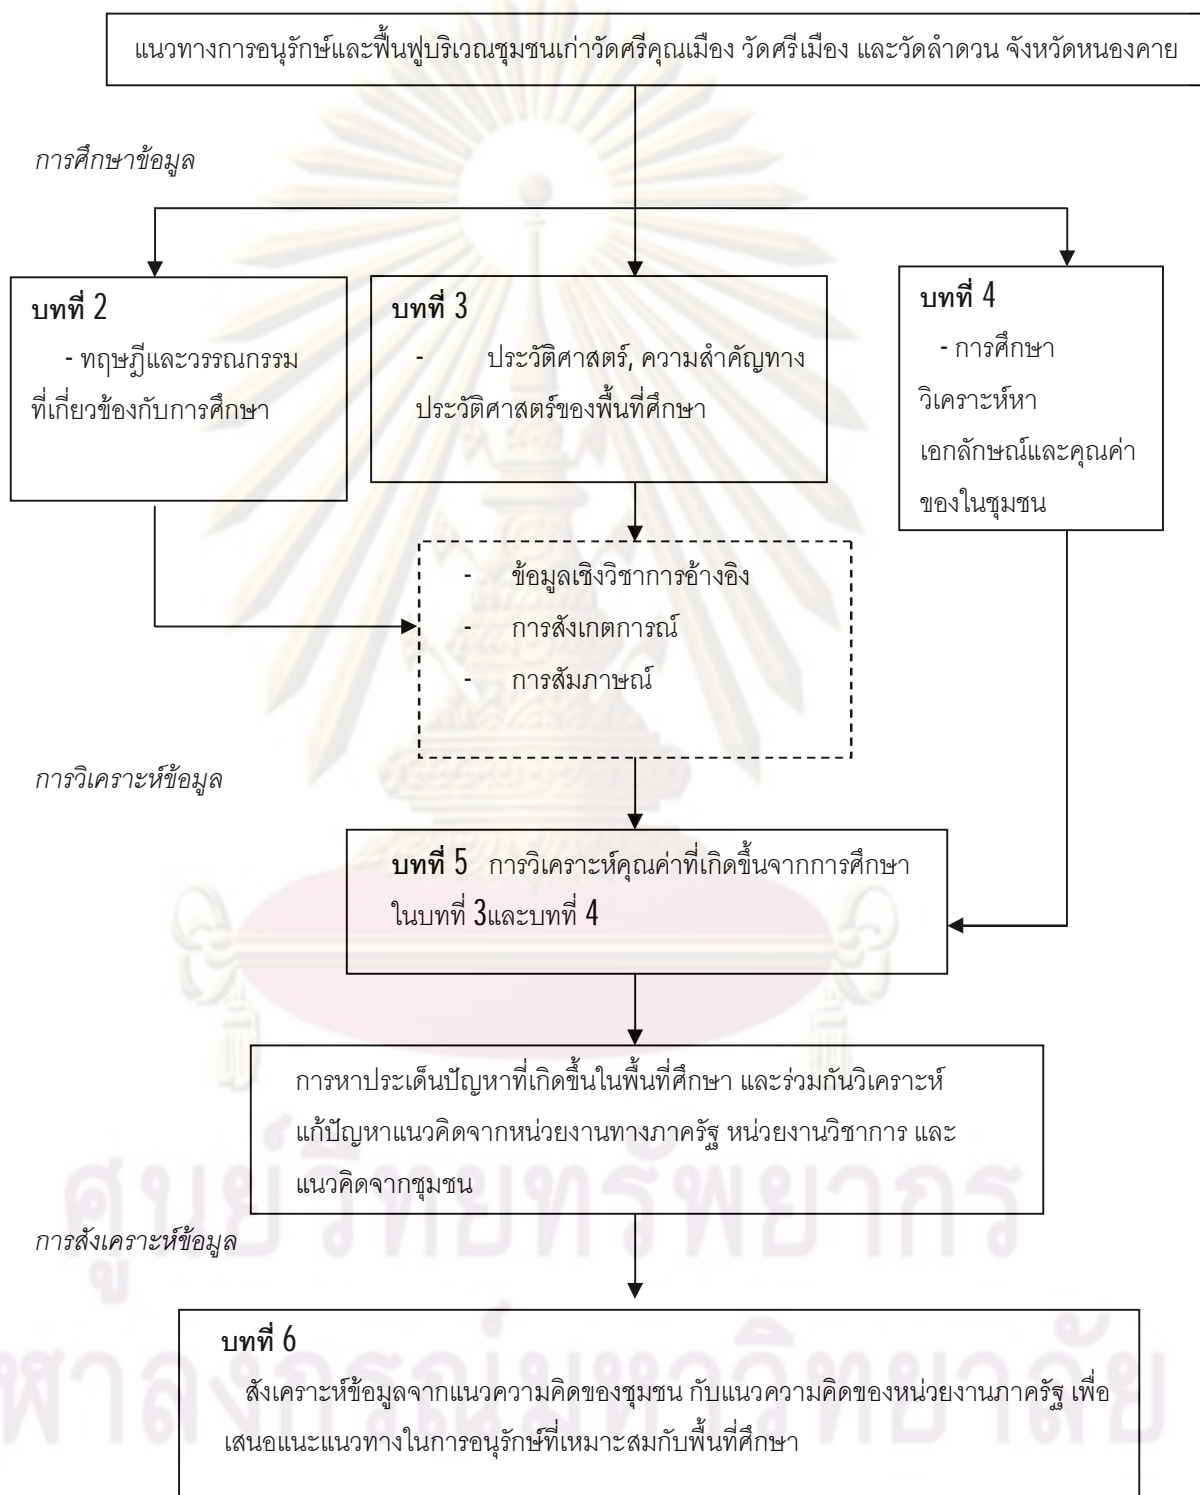 แนวทางการอนุรักษ์และฟื้นฟูบริเวณชุมชนเก่าวัดศรีคุณเมือง วัดศรีเมือง และวัดลำดวน จังหวัดหนองคาย
การศึกษาข้อมูล
บทที่ 2
- ทฤษฎีและวรรณกรรม
ที่เกี่ยวข้องกับการศึกษา
บทที่ 3
- ประวัติศาสตร์, ความสำคัญทาง
ประวัติศาสตร์ของพื้นที่ศึกษา
บทที่ 4
- การศึกษา
วิเคราะห์หา
เอกลักษณ์และคุณค่า
ของในชุมชน
- ข้อมูลเชิงวิชาการอ้างอิง
- การสังเกตการณ์
- การสัมภาษณ์
การวิเคราะห์ข้อมูล
บทที่ 5 การวิเคราะห์คุณค่าที่เกิดขึ้นจากการศึกษา
ในบทที่ 3และบทที่ 4
การหาประเด็นปัญหาที่เกิดขึ้นในพื้นที่ศึกษา และร่วมกันวิเคราะห์
แก้ปัญหาแนวคิดจากหน่วยงานทางภาครัฐ หน่วยงานวิชาการ และ
แนวคิดจากชุมชน
การสังเคราะห์ข้อมูล
บทที่ 6
สังเคราะห์ข้อมูลจากแนวความคิดของชุมชน กับแนวความคิดของหน่วยงานภาครัฐ เพื่อ
เสนอแนะแนวทางในการอนุรักษ์ที่เหมาะสมกับพื้นที่ศึกษา
ศูนย์วิทยทรัพยากร
ฬาลงกรณ์มหาวิทยาลัย